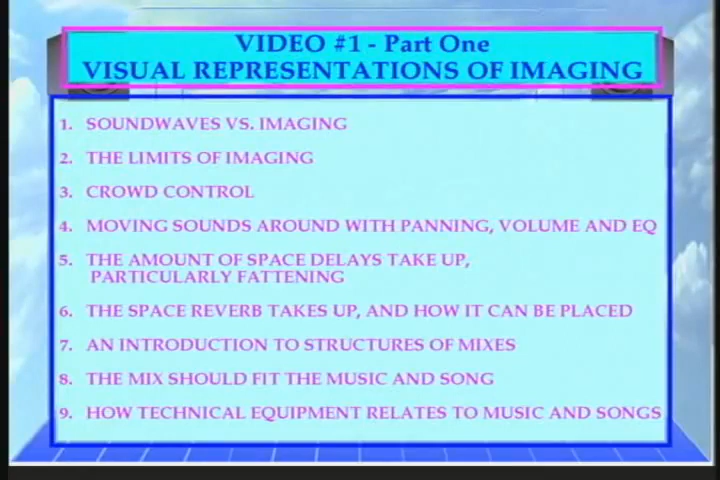 VIDEO #1 - Part One
VISUAL REPRESENTATIONS OF IMAGING
1. SOUNDWAVES VS. IMAGING
2. THE LIMITS OF IMAGING
3. CROWD CONTROL
4. MOVING SOUNDS AROUND WITH PANNING, VOLUME AND EQ
5. THE AMOUNT OF SPACE DELAYS TAKE UP,
PARTICULARLY FATTENING
6. THE SPACE REVERB TAKES UP, AND HOW IT CAN BE PLACED
7. AN INTRODUCTION TO STRUCTURES OF MIXES
8. THE MIX SHOULD FIT THE MUSIC AND SONG
9. HOW TECHNICAL EQUIPMENT RELATES TO MUSIC AND SONGS